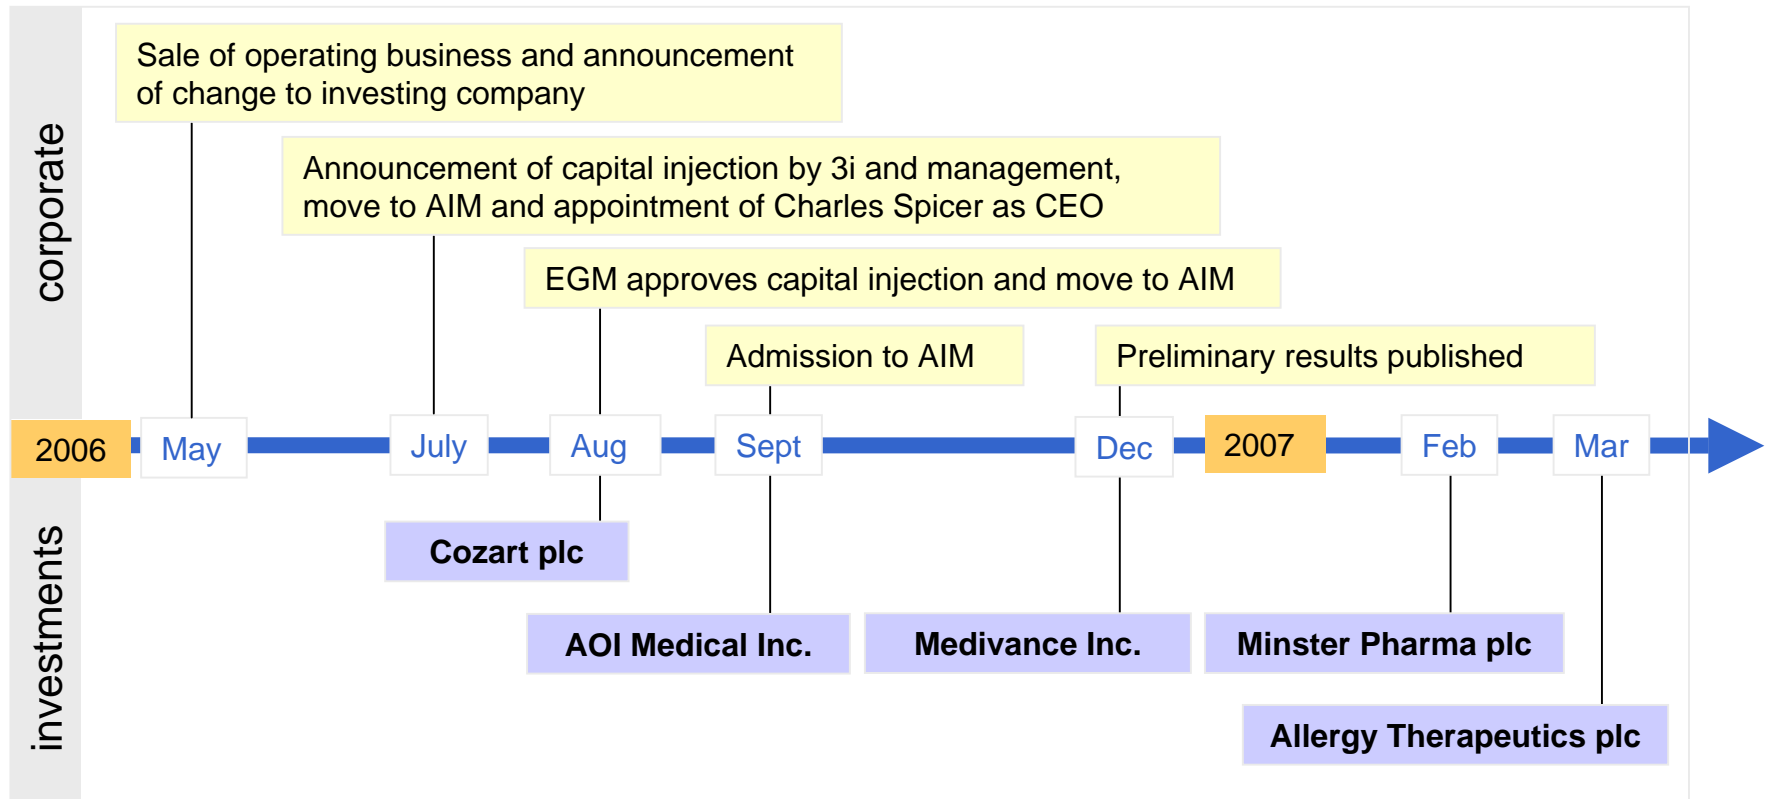 corporate
Sale of operating business and announcement
of change to investing company
Announcement of capital injection by 3i and management,
move to AIM and appointment of Charles Spicer as CEO
EGM approves capital injection and move to AIM
Admission to AIM
Preliminary results published
2006
May
July
Aug
Sept
Dec
2007
Feb
Mar
investments
Cozart plc
AOI Medical Inc.
Medivance Inc.
Minster Pharma plc
Allergy Therapeutics plc